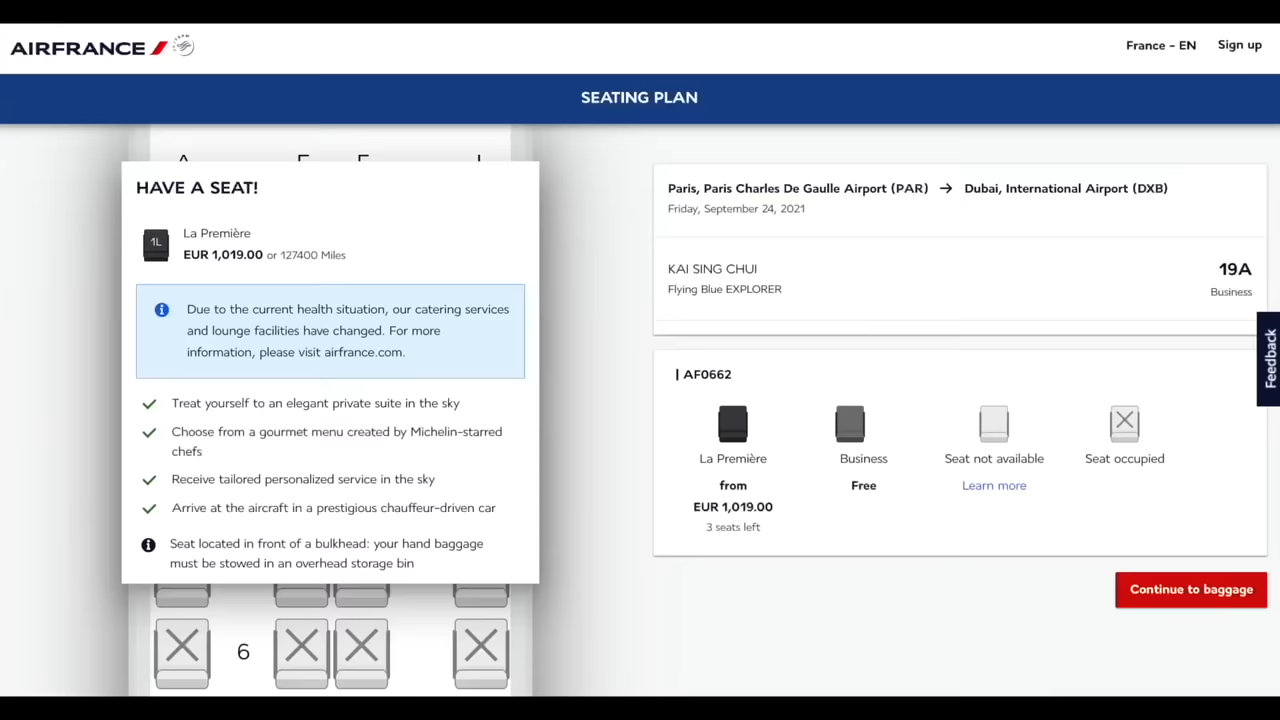 AIRFRANCE
France - EN
Sign up
SEATING PLAN
HAVE A SEAT!
1L
La Première
EUR 1,019.00 or 127400 Miles
Due to the current health situation, our catering services
and lounge facilities have changed. For more
information, please visit airfrance.com.
Treat yourself to an elegant private suite in the sky
Choose from a gourmet menu created by Michelin-starred
chefs
Receive tailored personalized service in the sky
Arrive at the aircraft in a prestigious chauffeur-driven car
Seat located in front of a bulkhead: your hand baggage
must be stowed in an overhead storage bin
6
Paris, Paris Charles De Gaulle Airport (PAR) → Dubai, International Airport (DXB)
Friday, September 24, 2021
KAI SING CHUI
19A
Flying Blue EXPLORER
Business
Feedback
| AF0662
La Première
Business
Seat not available
Seat occupied
from
Free
Learn more
EUR 1,019.00
3 seats left
Continue to baggage